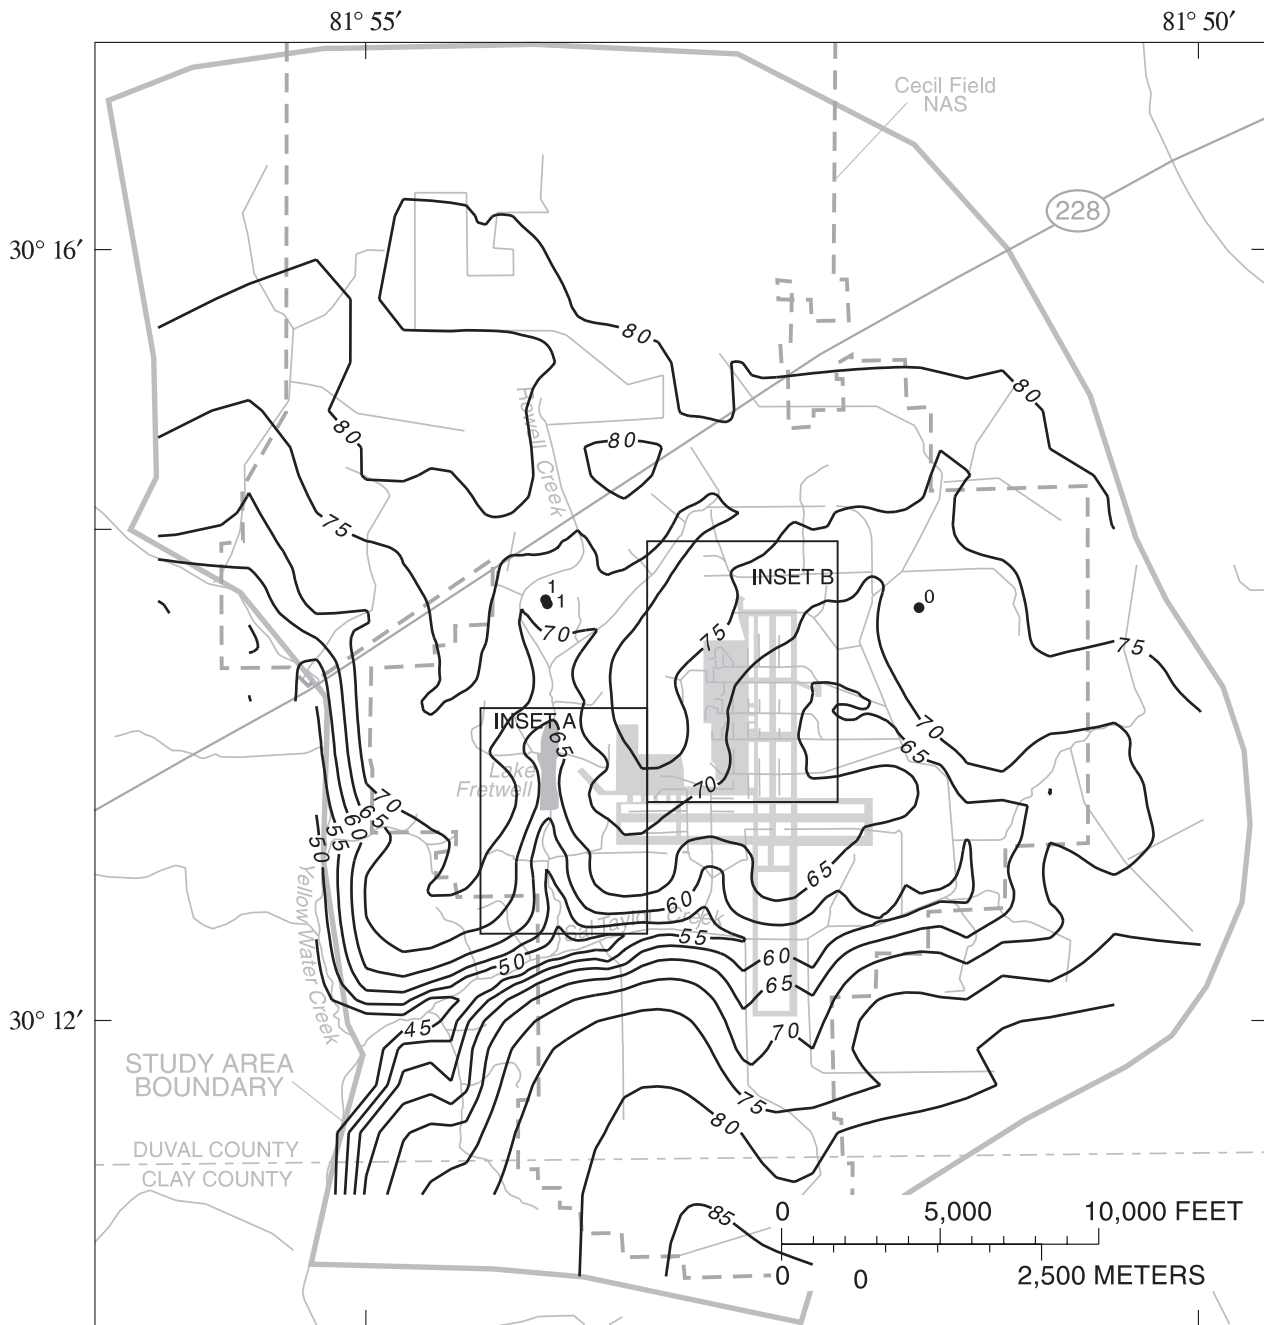 81° 55′
81° 50′
Cecil Field
NAS
228
30° 16′
80
80
80
80
Rowell Creek
75
INSET B
1
1
0
70
75
75
INSET A
65
70
65
Lake
Fretwell
70
70
65
60
55
50
65
60
Sal Taylor Creek
55
Yellow Water Creek
50
60
65
30° 12′
45
70
STUDY AREA
BOUNDARY
75
80
DUVAL COUNTY
CLAY COUNTY
85
0 5,000 10,000 FEET
0 0 2,500 METERS